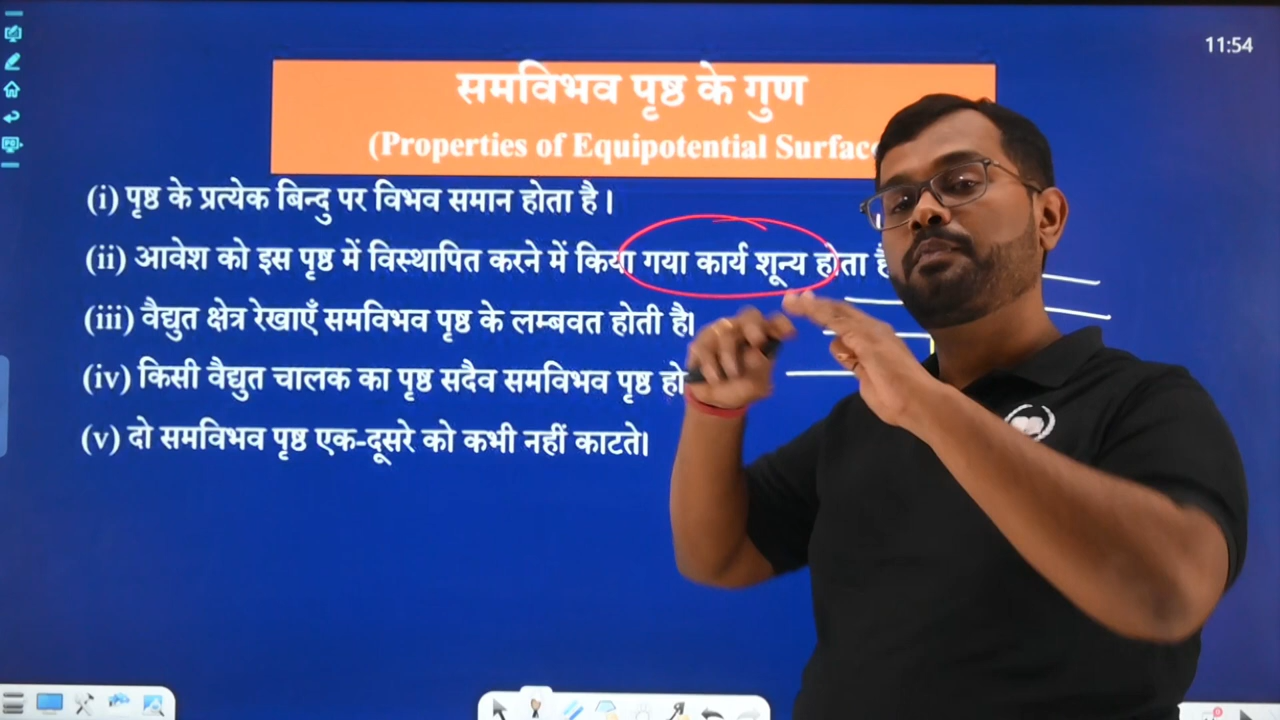 11:54
समविभव पृष्ठ के गुण
(Properties of Equipotential
(i) पृष्ठ के प्रत्येक बिन्दु पर विभव समान होता है।
(ii) आवेश को इस पृष्ठ में विस्थापित करने में किया गया कार्य शून्य होता
(iii) वैद्युत क्षेत्र रेखाएँ समविभव पृष्ठ के लम्बवत होती है।
(iv) किसी वैद्युत चालक का पृष्ठ सदैव समविभव पृष्ठ
(v) दो समविभव पृष्ठ एक-दूसरे को कभी नहीं काटते।